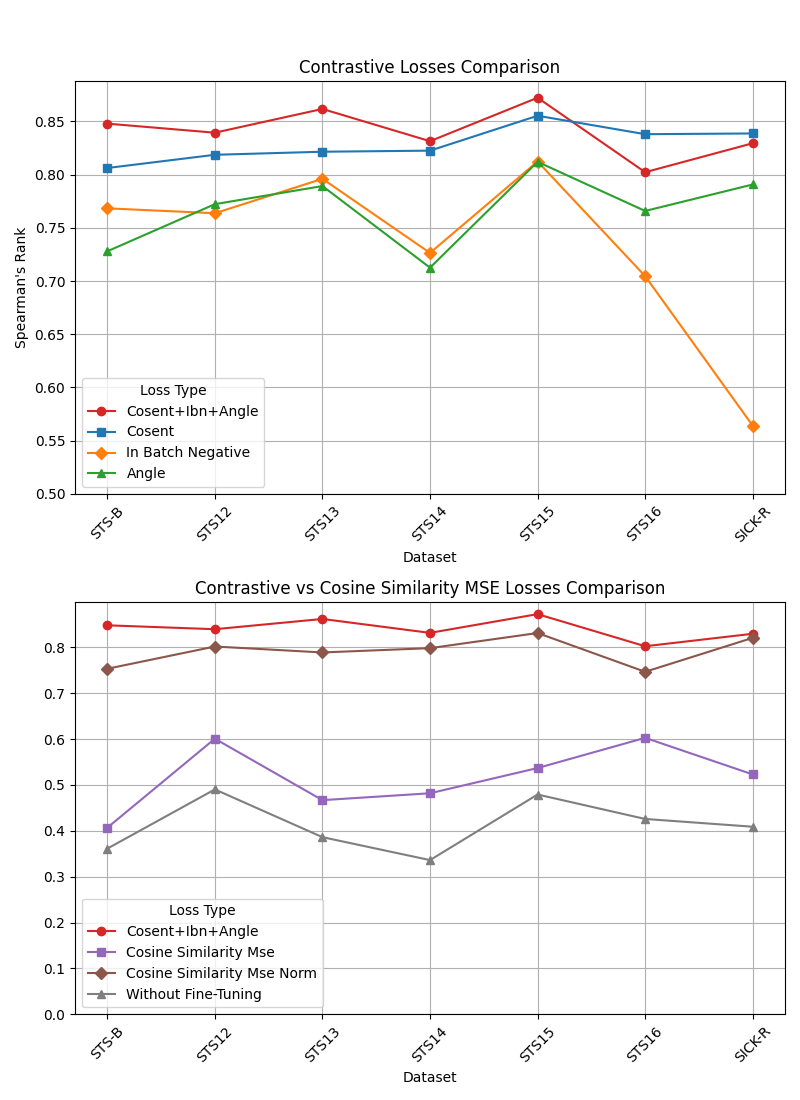 Contrastive Losses Comparison
Spearman's Rank
0.85
0.80
0.75
0.70
0.65
0.60
0.55
0.50
Loss Type
Cosent+Ibn+Angle
Cosent
In Batch Negative
Angle
STS-B
STS12
STS13
STS14
STS15
STS16
SICK-R
Dataset
Contrastive vs Cosine Similarity MSE Losses Comparison
0.8
0.7
0.6
0.5
0.4
0.3
0.2
0.1
0.0
Loss Type
Cosent+Ibn+Angle
Cosine Similarity Mse
Cosine Similarity Mse Norm
Without Fine-Tuning
STS-B
STS12
STS13
STS14
STS15
STS16
SICK-R
Dataset